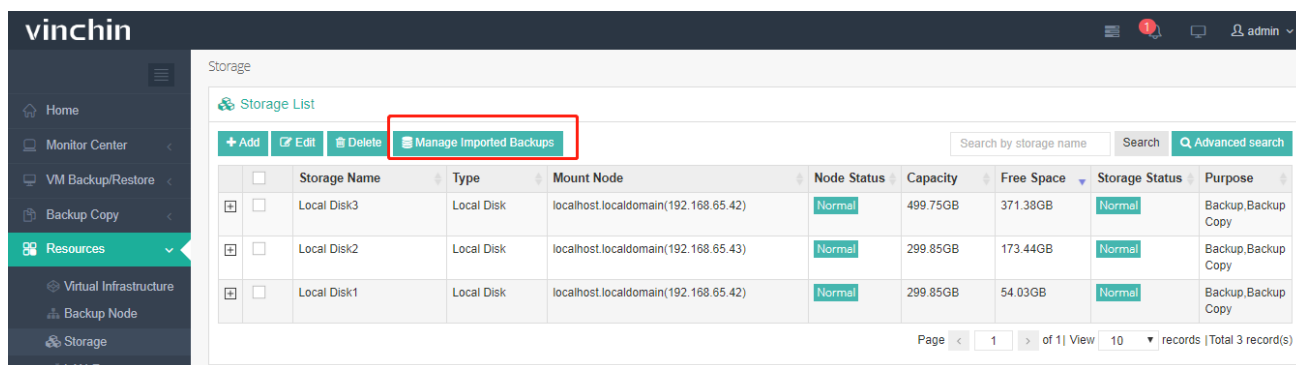 vinchin
1
admin
Storage
Home
Monitor Center
VM Backup/Restore
Backup Copy
Resources
Virtual Infrastructure
Backup Node
Storage
Storage List
Add Edit Delete Manage Imported Backups
Search by storage name Search Advanced search
Storage Name Type Mount Node Node Status Capacity Free Space Storage Status Purpose
Local Disk3 Local Disk localhost.localdomain(192.168.65.42) Normal 499.75GB 371.38GB Normal Backup,Backup
Copy
Local Disk2 Local Disk localhost.localdomain(192.168.65.43) Normal 299.85GB 173.44GB Normal Backup,Backup
Copy
Local Disk1 Local Disk localhost.localdomain(192.168.65.42) Normal 299.85GB 54.03GB Normal Backup,Backup
Copy
Page < 1 > of 1| View 10 records |Total 3 record(s)